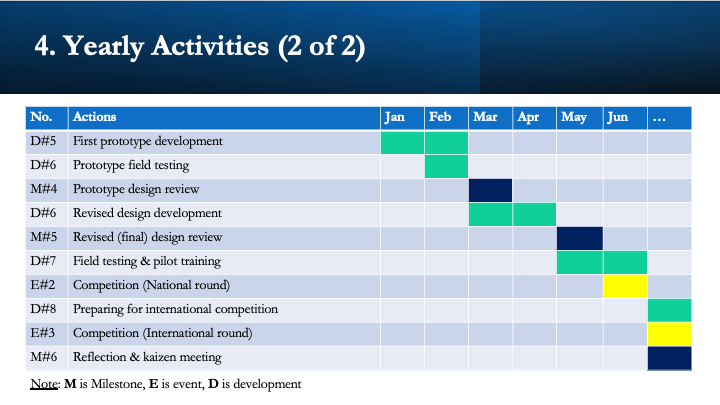 4. Yearly Activities (2 of 2)
No. Actions Jan Feb Mar Apr May Jun …
D#5 First prototype development
D#6 Prototype field testing
M#4 Prototype design review
D#6 Revised design development
M#5 Revised (final) design review
D#7 Field testing & pilot training
E#2 Competition (National round)
D#8 Preparing for international competition
E#3 Competition (International round)
M#6 Reflection & kaizen meeting
Note: M is Milestone, E is event, D is development